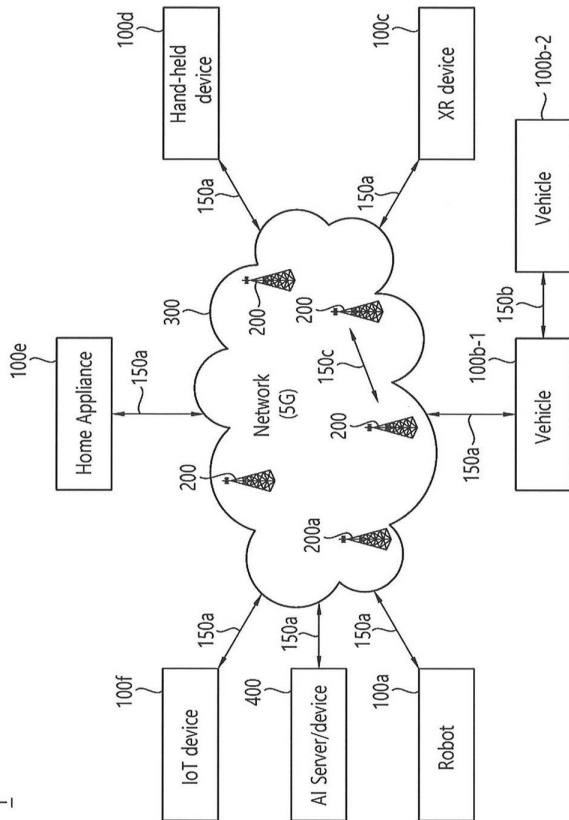 100e
Home Appliance
150a
100f
100d
IoT device
Hand-held
device
300
200
150a
150a
200
Network
(5G)
400
AI Server/device
150a
200a
200
150c
200
150a
150a
100a
100c
Robot
XR device
150a
100b-1
150b
100b-2
Vehicle
Vehicle